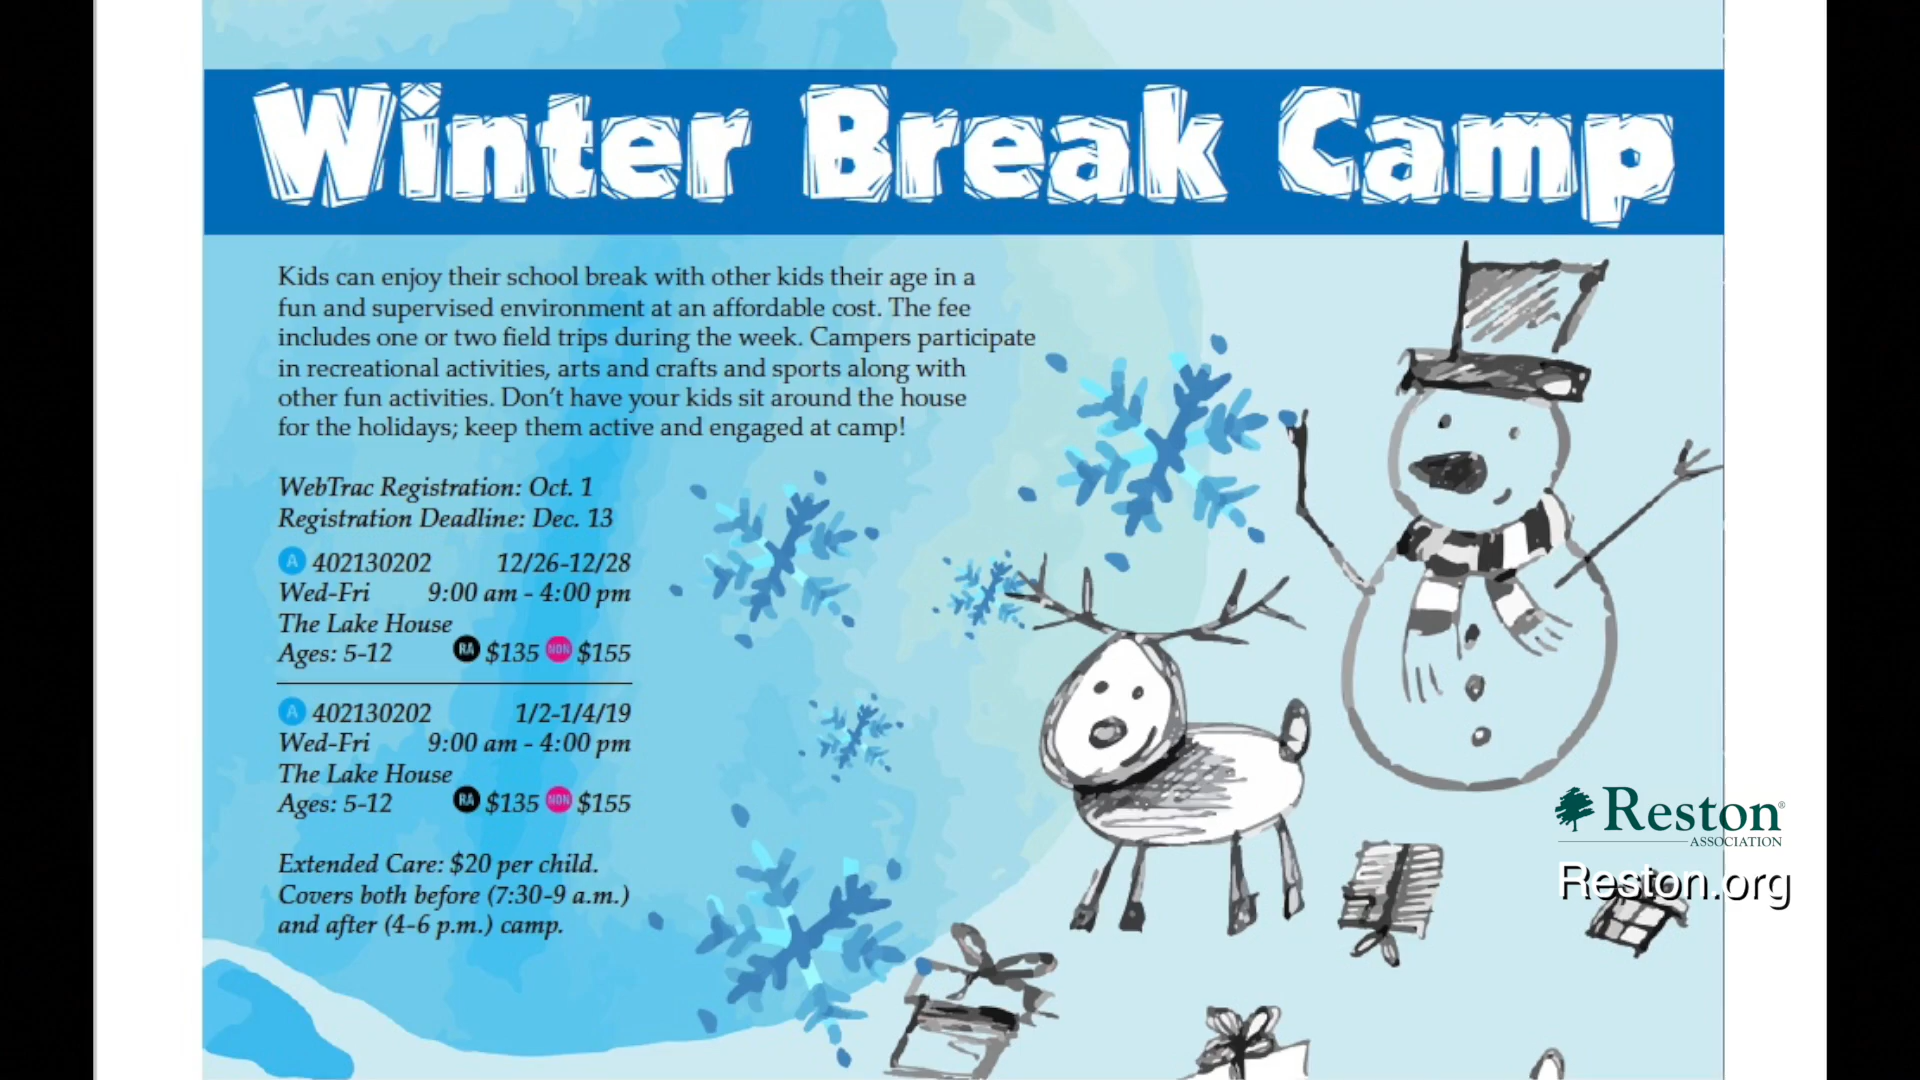 Winter Break Camp
Kids can enjoy their school break with other kids their age in a
fun and supervised environment at an affordable cost. The fee
includes one or two field trips during the week. Campers participate
in recreational activities, arts and crafts and sports along with
other fun activities. Don't have your kids sit around the house
for the holidays; keep them active and engaged at camp!
WebTrac Registration: Oct. 1
Registration Deadline: Dec. 13
A 402130202 12/26-12/28
Wed-Fri 9:00 am - 4:00 pm
The Lake House
Ages: 5-12 RA $135 NON $155
A 402130202 1/2-1/4/19
Wed-Fri 9:00 am - 4:00 pm
The Lake House
Ages: 5-12 RA $135 NON $155
Extended Care: $20 per child.
Covers both before (7:30-9 a.m.)
and after (4-6 p.m.) camp.
Reston®
ASSOCIATION
Reston.org